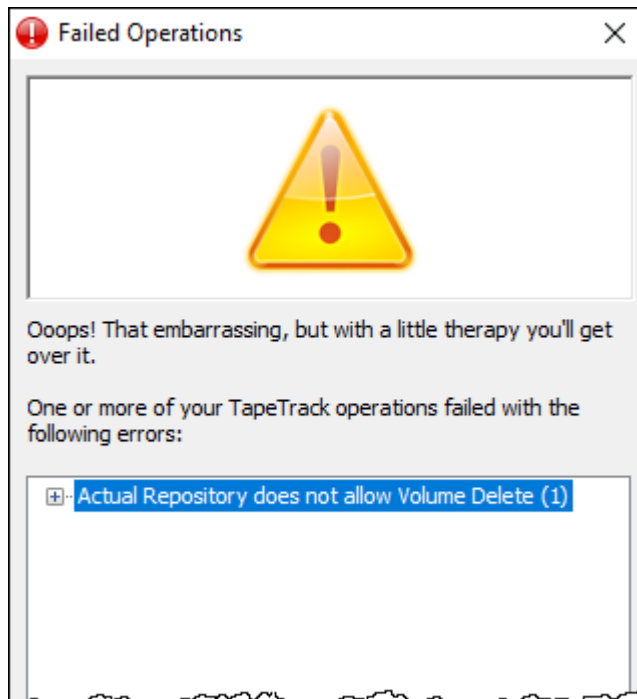 Failed Operations
Ooops! That embarrassing, but with a little therapy you'll get
over it.
One or more of your TapeTrack operations failed with the
following errors:
Actual Repository does not allow Volume Delete (1)